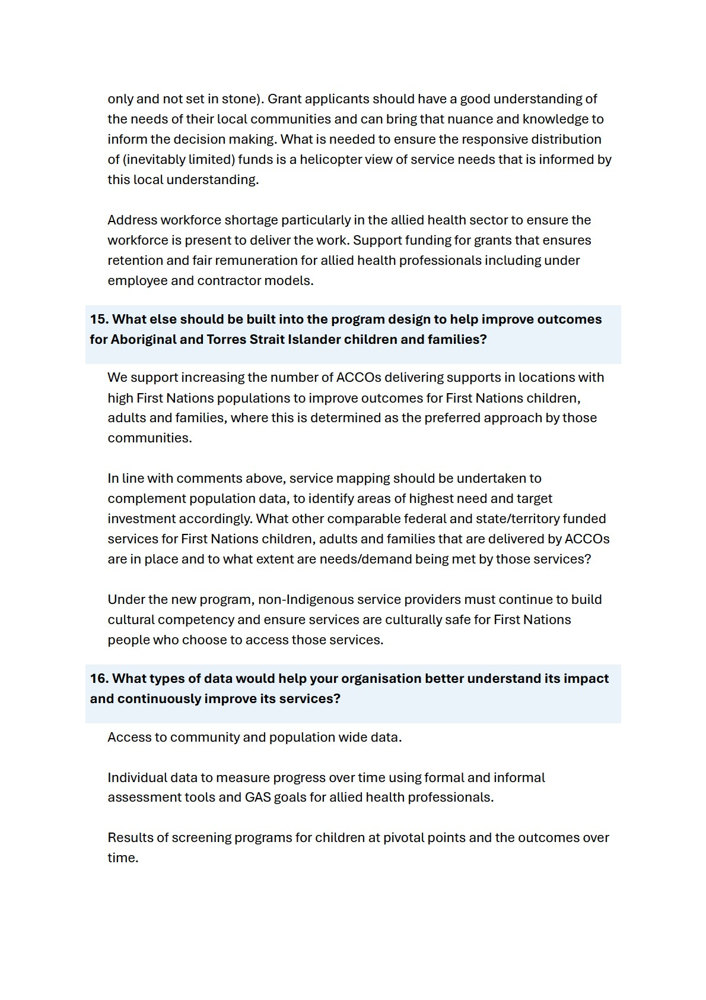 only and not set in stone). Grant applicants should have a good understanding of
the needs of their local communities and can bring that nuance and knowledge to
inform the decision making. What is needed to ensure the responsive distribution
of (inevitably limited) funds is a helicopter view of service needs that is informed by
this local understanding.
Address workforce shortage particularly in the allied health sector to ensure the
workforce is present to deliver the work. Support funding for grants that ensures
retention and fair remuneration for allied health professionals including under
employee and contractor models.
15. What else should be built into the program design to help improve outcomes
for Aboriginal and Torres Strait Islander children and families?
We support increasing the number of ACCOs delivering supports in locations with
high First Nations populations to improve outcomes for First Nations children,
adults and families, where this is determined as the preferred approach by those
communities.
In line with comments above, service mapping should be undertaken to
complement population data, to identify areas of highest need and target
investment accordingly. What other comparable federal and state/territory funded
services for First Nations children, adults and families that are delivered by ACCOs
are in place and to what extent are needs/demand being met by those services?
Under the new program, non-Indigenous service providers must continue to build
cultural competency and ensure services are culturally safe for First Nations
people who choose to access those services.
16. What types of data would help your organisation better understand its impact
and continuously improve its services?
Access to community and population wide data.
Individual data to measure progress over time using formal and informal
assessment tools and GAS goals for allied health professionals.
Results of screening programs for children at pivotal points and the outcomes over
time.